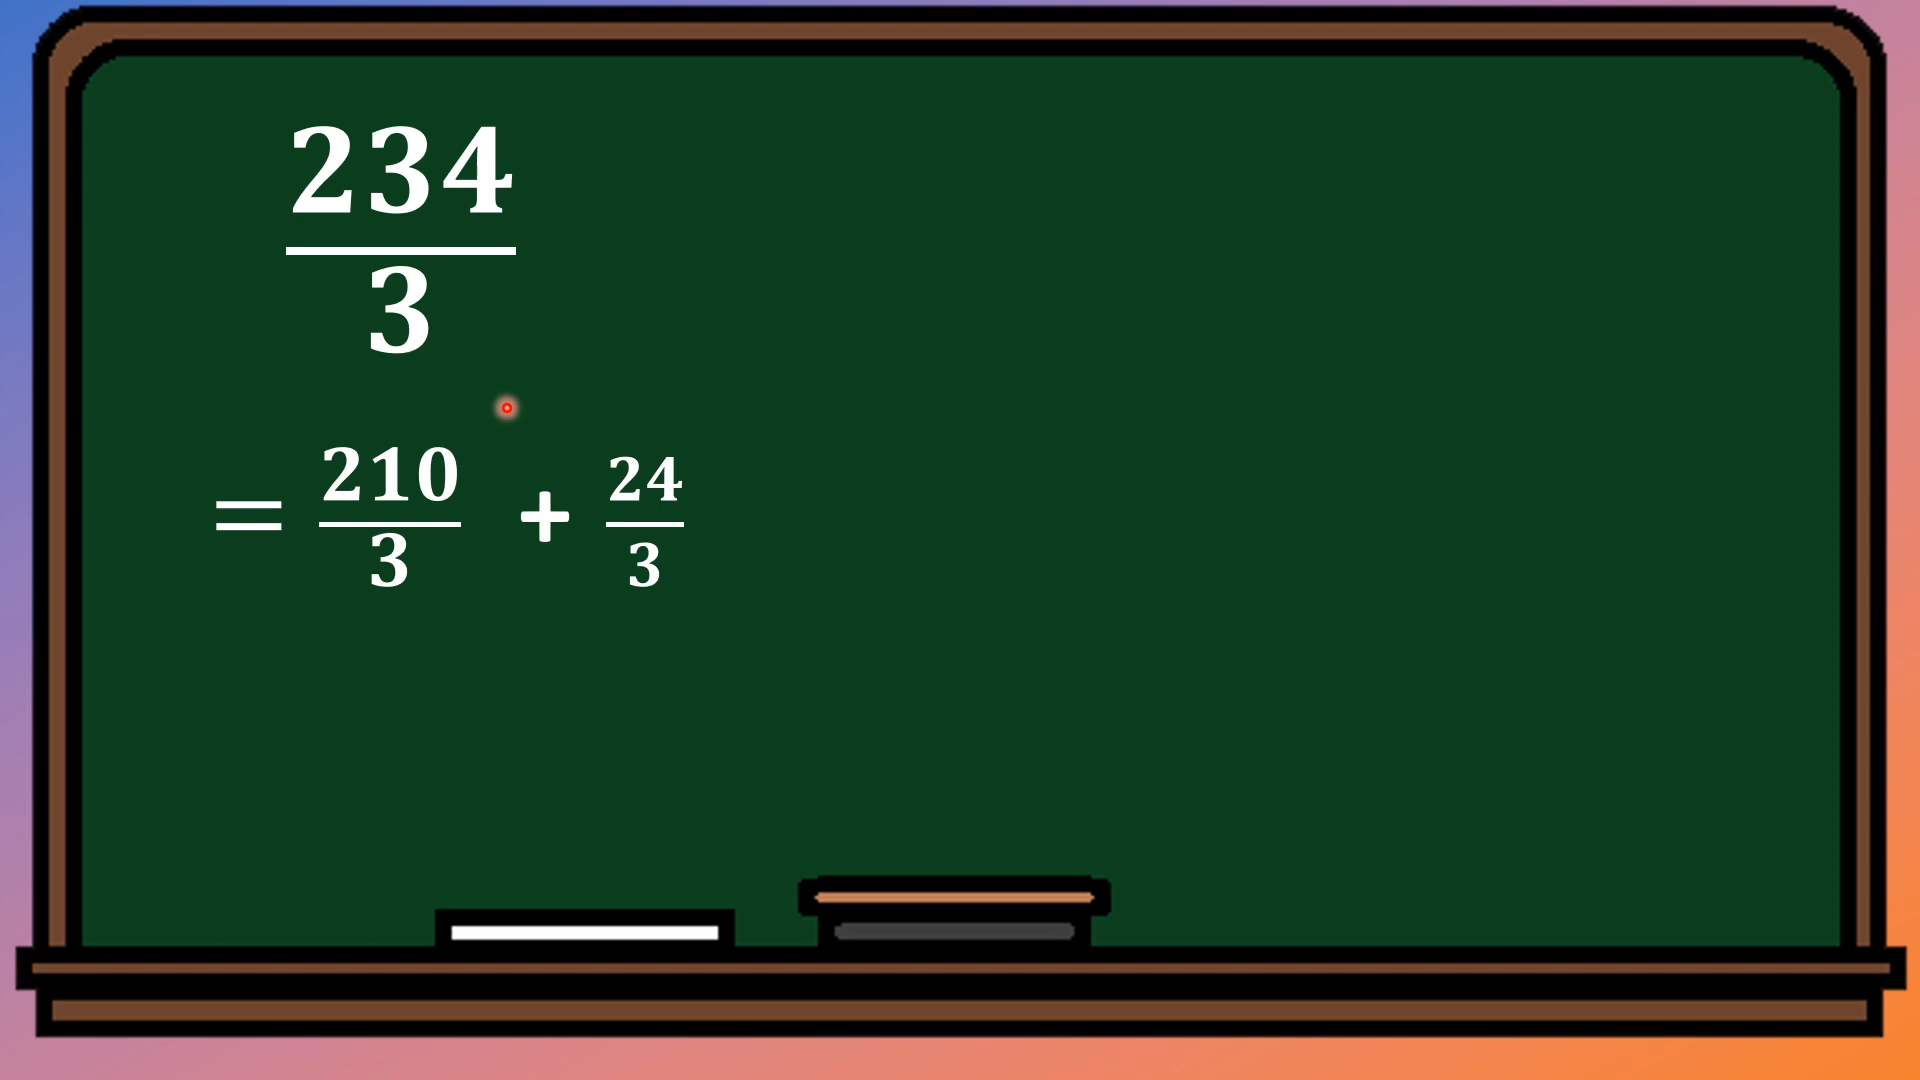 234
3
= 210/3 + 24/3